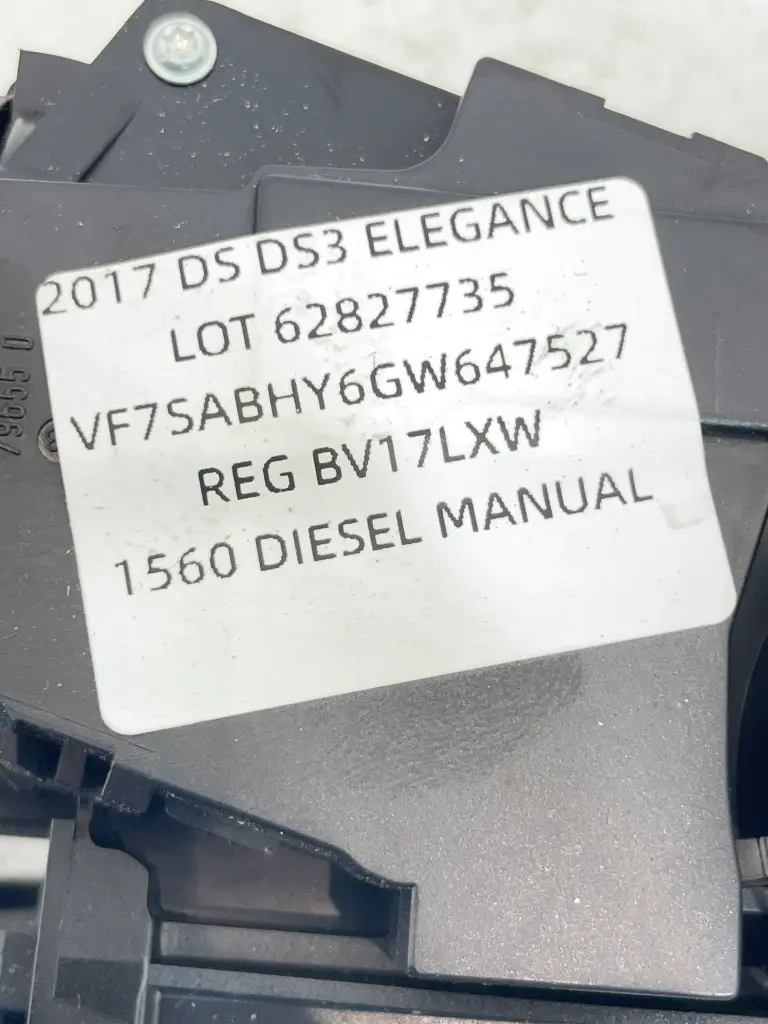 2017 DS DS3 ELEGANCE
LOT 62827735
VF7SABHY6GW647527
REG BV17LXW
1560 DIESEL MANUAL